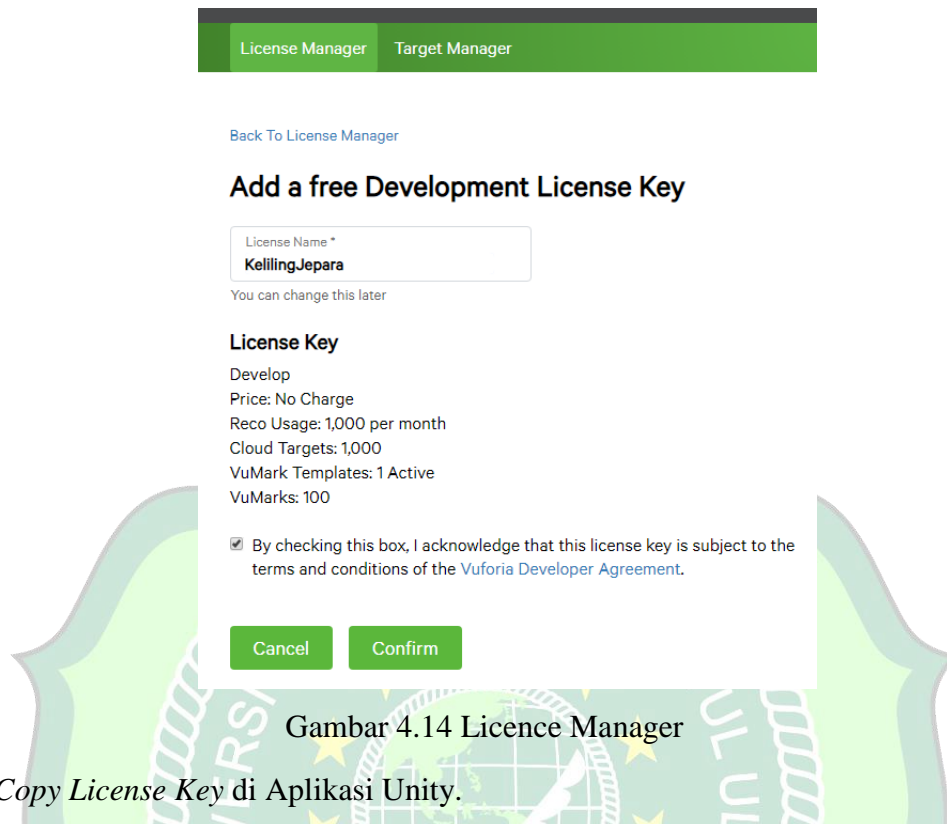 License Manager Target Manager
Back To License Manager
Add a free Development License Key
License Name *
KelilingJepara
You can change this later
License Key
Develop
Price: No Charge
Reco Usage: 1,000 per month
Cloud Targets: 1,000
VuMark Templates: 1 Active
VuMarks: 100
By checking this box, I acknowledge that this license key is subject to the
terms and conditions of the Vuforia Developer Agreement.
Cancel Confirm
Gambar 4.14 Licence Manager
Copy License Key di Aplikasi Unity.